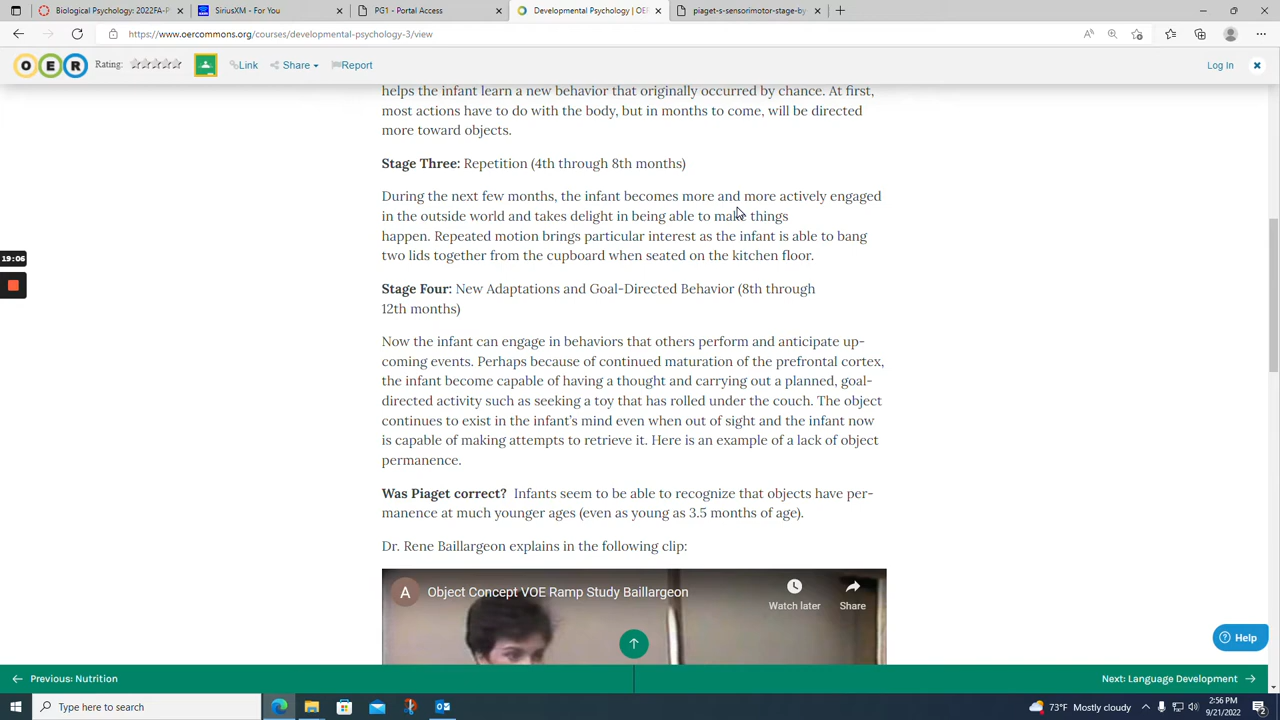 Biological Psychology: 2022FA-P
SiriusXM - For You
PG1 - Portal Access
Developmental Psychology | OER
piaget-s-sensorimotor-stage-by
https://www.oercommons.org/courses/developmental-psychology-3/view
OER
Rating:
Link
Share
Report
Log In
helps the infant learn a new behavior that originally occurred by chance. At first,
most actions have to do with the body, but in months to come, will be directed
more toward objects.
Stage Three: Repetition (4th through 8th months)
During the next few months, the infant becomes more and more actively engaged
in the outside world and takes delight in being able to make things
happen. Repeated motion brings particular interest as the infant is able to bang
two lids together from the cupboard when seated on the kitchen floor.
19:06
Stage Four: New Adaptations and Goal-Directed Behavior (8th through
12th months)
Now the infant can engage in behaviors that others perform and anticipate up-
coming events. Perhaps because of continued maturation of the prefrontal cortex,
the infant become capable of having a thought and carrying out a planned, goal-
directed activity such as seeking a toy that has rolled under the couch. The object
continues to exist in the infant's mind even when out of sight and the infant now
is capable of making attempts to retrieve it. Here is an example of a lack of object
permanence.
Was Piaget correct? Infants seem to be able to recognize that objects have per-
manence at much younger ages (even as young as 3.5 months of age).
Dr. Rene Baillargeon explains in the following clip:
A
Object Concept VOE Ramp Study Baillargeon
Watch later
Share
Help
Previous: Nutrition
Next: Language Development
Type here to search
73°F Mostly cloudy
2:56 PM
9/21/2022
2